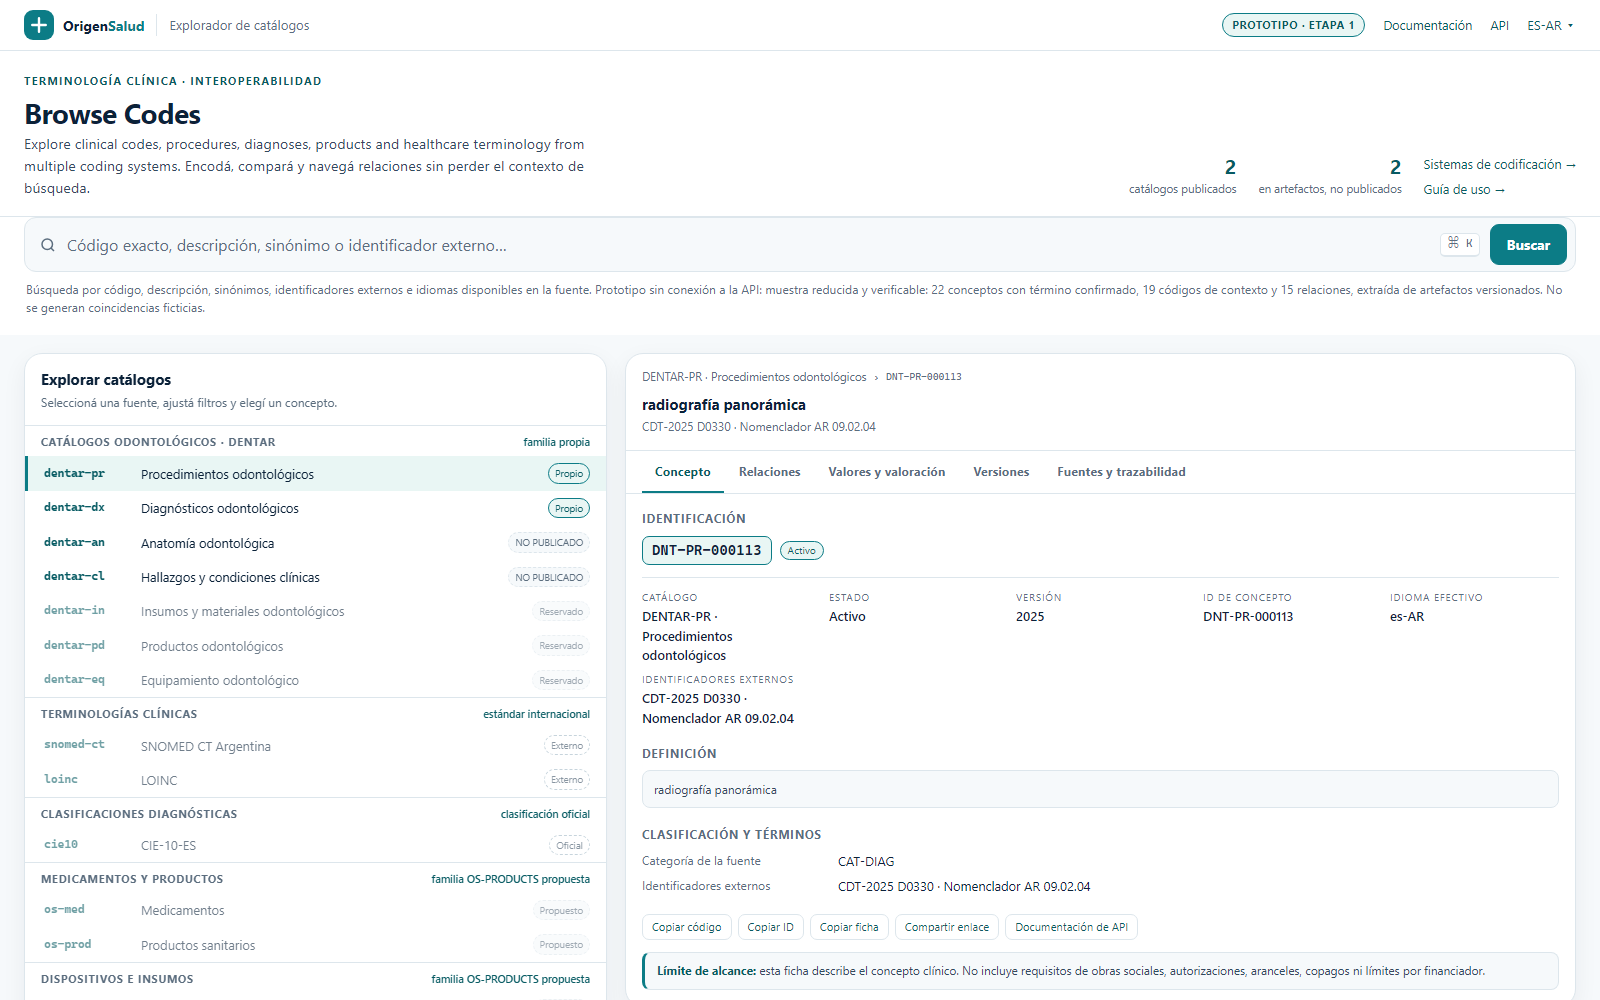 OrigenSalud
Explorador de catálogos
PROTOTIPO · ETAPA 1
Documentación
API
ES-AR
TERMINOLOGÍA CLÍNICA · INTEROPERABILIDAD
Browse Codes
Explore clinical codes, procedures, diagnoses, products and healthcare terminology from
multiple coding systems. Encodá, compará y navegá relaciones sin perder el contexto de
búsqueda.
2
catálogos publicados
2
en artefactos, no publicados
Sistemas de codificación →
Guía de uso →
Código exacto, descripción, sinónimo o identificador externo...
⌘ K
Buscar
Búsqueda por código, descripción, sinónimos, identificadores externos e idiomas disponibles en la fuente. Prototipo sin conexión a la API: muestra reducida y verificable: 22 conceptos con término confirmado, 19 códigos de contexto y 15 relaciones, extraída de artefactos versionados. No
se generan coincidencias ficticias.
Explorar catálogos
Seleccioná una fuente, ajustá filtros y elegí un concepto.
CATÁLOGOS ODONTOLÓGICOS · DENTAR
familia propia
dentar-pr
Procedimientos odontológicos
Propio
dentar-dx
Diagnósticos odontológicos
Propio
dentar-an
Anatomía odontológica
NO PUBLICADO
dentar-cl
Hallazgos y condiciones clínicas
NO PUBLICADO
dentar-in
Insumos y materiales odontológicos
Reservado
dentar-pd
Productos odontológicos
Reservado
dentar-eq
Equipamiento odontológico
Reservado
TERMINOLOGÍAS CLÍNICAS
estándar internacional
snomed-ct
SNOMED CT Argentina
Externo
loinc
LOINC
Externo
CLASIFICACIONES DIAGNÓSTICAS
clasificación oficial
cie10
CIE-10-ES
Oficial
MEDICAMENTOS Y PRODUCTOS
familia OS-PRODUCTS propuesta
os-med
Medicamentos
Propuesto
os-prod
Productos sanitarios
Propuesto
DISPOSITIVOS E INSUMOS
familia OS-PRODUCTS propuesta
DENTAR-PR · Procedimientos odontológicos › DNT-PR-000113
radiografía panorámica
CDT-2025 D0330 · Nomenclador AR 09.02.04
Concepto
Relaciones
Valores y valoración
Versiones
Fuentes y trazabilidad
IDENTIFICACIÓN
DNT-PR-000113
Activo
CATÁLOGO
DENTAR-PR ·
Procedimientos
odontológicos
ESTADO
Activo
VERSIÓN
2025
ID DE CONCEPTO
DNT-PR-000113
IDIOMA EFECTIVO
es-AR
IDENTIFICADORES EXTERNOS
CDT-2025 D0330 ·
Nomenclador AR 09.02.04
DEFINICIÓN
radiografía panorámica
CLASIFICACIÓN Y TÉRMINOS
Categoría de la fuente
CAT-DIAG
Identificadores externos
CDT-2025 D0330 · Nomenclador AR 09.02.04
Copiar código
Copiar ID
Copiar ficha
Compartir enlace
Documentación de API
Límite de alcance: esta ficha describe el concepto clínico. No incluye requisitos de obras sociales, autorizaciones, aranceles, copagos ni límites por financiador.